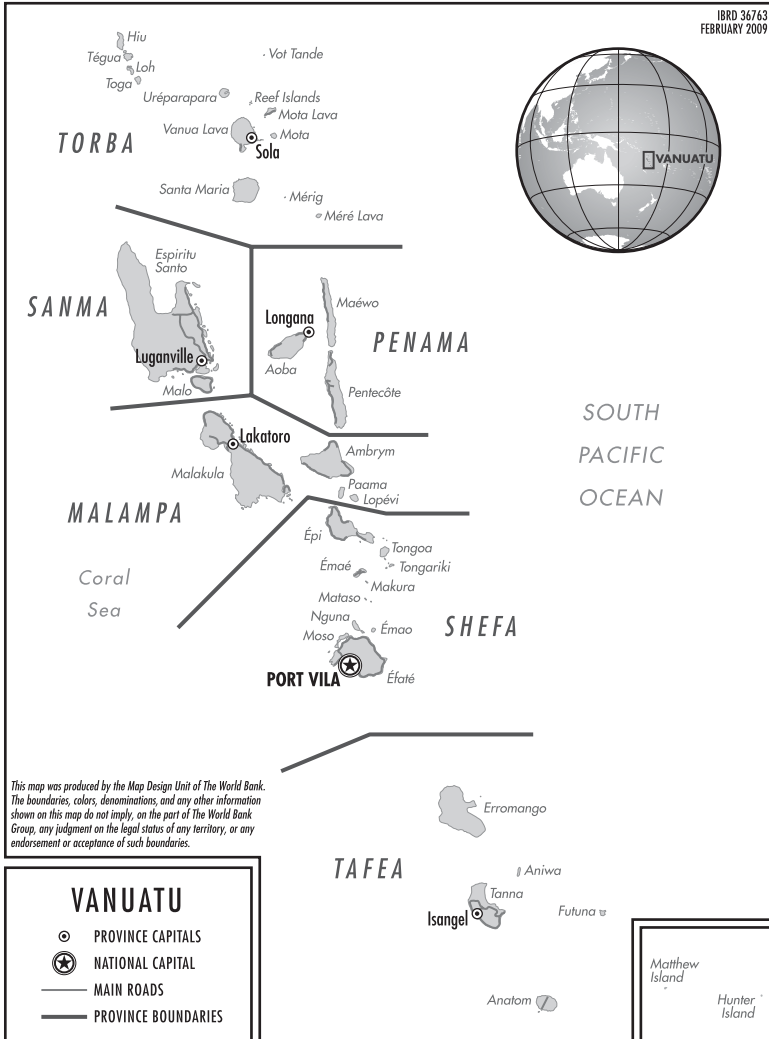 IBRD 36763
FEBRUARY 2009
Hiu
Tégua
Loh
Toga
Vot Tande
Uréparapara
Reef Islands
Mota Lava
Vanua Lava
Mota
Sola
TORBA
Santa Maria
Mérig
Méré Lava
VANUATU
Espiritu
Santo
SANMA
Maéwo
Longana
PENAMA
Luganville
Aoba
Malo
Pentecôte
SOUTH
PACIFIC
OCEAN
Lakatoro
Ambrym
Malakula
Paama
Lopévi
MALAMPA
Épi
Tongoa
Tongariki
Émaé
Makura
Mataso
Coral
Sea
Nguna
Émao
Moso
SHEFA
PORT VILA
Éfaté
This map was produced by the Map Design Unit of The World Bank.
The boundaries, colors, denominations, and any other information
shown on this map do not imply, on the part of The World Bank
Group, any judgment on the legal status of any territory, or any
endorsement or acceptance of such boundaries.
Erromango
TAFEA
Aniwa
Tanna
Isangel
Futuna
Anatom
Matthew
Island
Hunter
Island
VANUATU
PROVINCE CAPITALS
NATIONAL CAPITAL
MAIN ROADS
PROVINCE BOUNDARIES